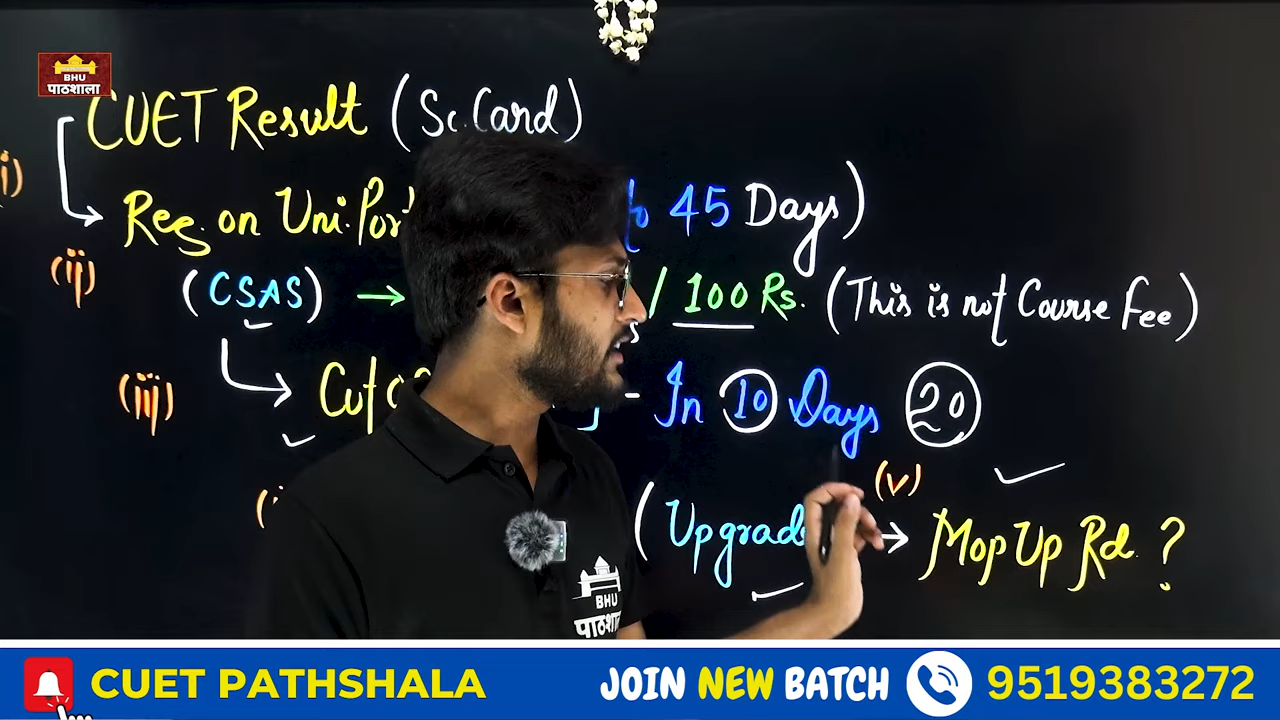 BHU
पाठशाला
CUET Result (Sc.Card)
(i)
Reg. on Uni. Por 45 Days)
(ii)
(CSAS) → / 100 Rs. (This is not Course Fee)
(iii)
Cut - In 10 Days 20
(v)
(Upgrad → Mop Up Rd. ?
BHU
CUET PATHSHALA JOIN NEW BATCH 9519383272